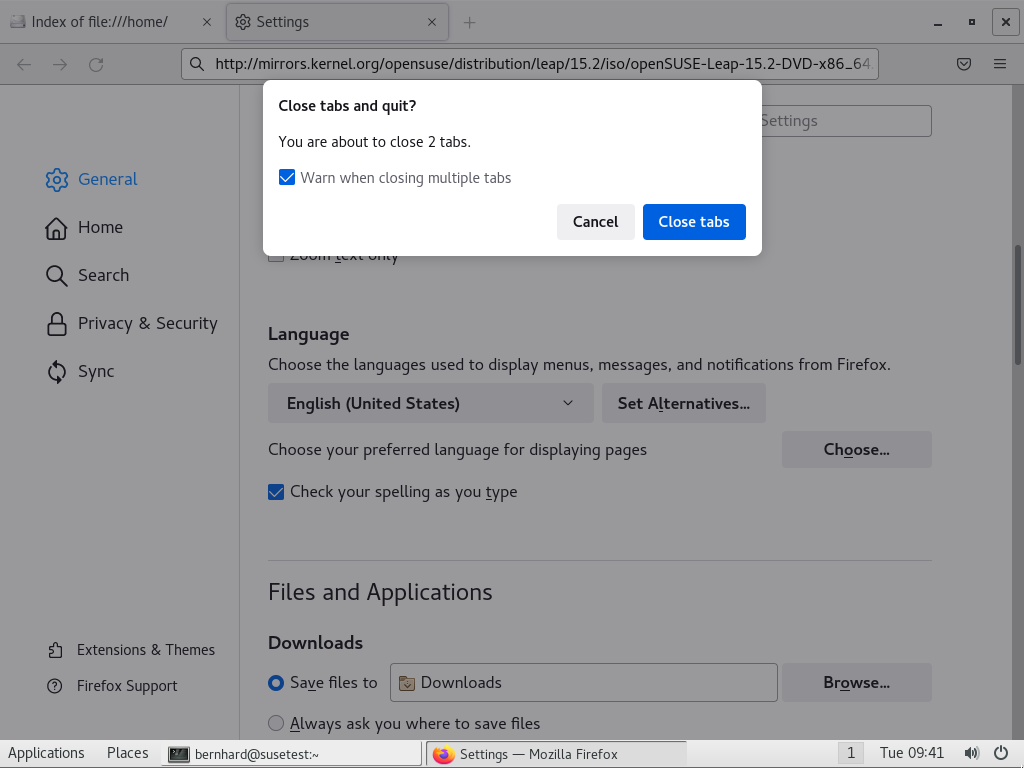 Index of file:///home/
Settings
http://mirrors.kernel.org/opensuse/distribution/leap/15.2/iso/openSUSE-Leap-15.2-DVD-x86_64.
Close tabs and quit?
You are about to close 2 tabs.
Warn when closing multiple tabs
Cancel
Close tabs
Settings
General
Home
Search
Privacy & Security
Sync
Extensions & Themes
Firefox Support
Zoom text only
Language
Choose the languages used to display menus, messages, and notifications from Firefox.
English (United States)
Set Alternatives...
Choose your preferred language for displaying pages
Choose...
Check your spelling as you type
Files and Applications
Downloads
Save files to
Downloads
Browse...
Always ask you where to save files
Applications
Places
bernhard@susetest:~
Settings — Mozilla Firefox
1
Tue 09:41